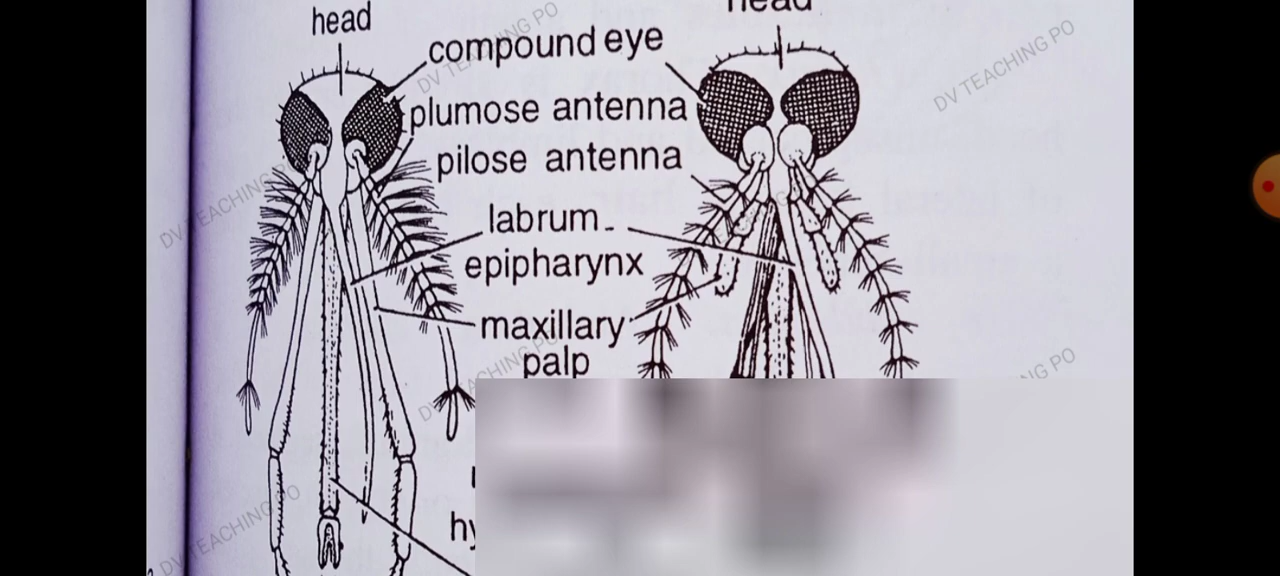 head
head
compound eye
plumose antenna
pilose antenna
labrum-
epipharynx
maxillary
palp
DV TEACHING PO
DV TEACHING PO
DV TEACHING PO
DV TEACHING PO